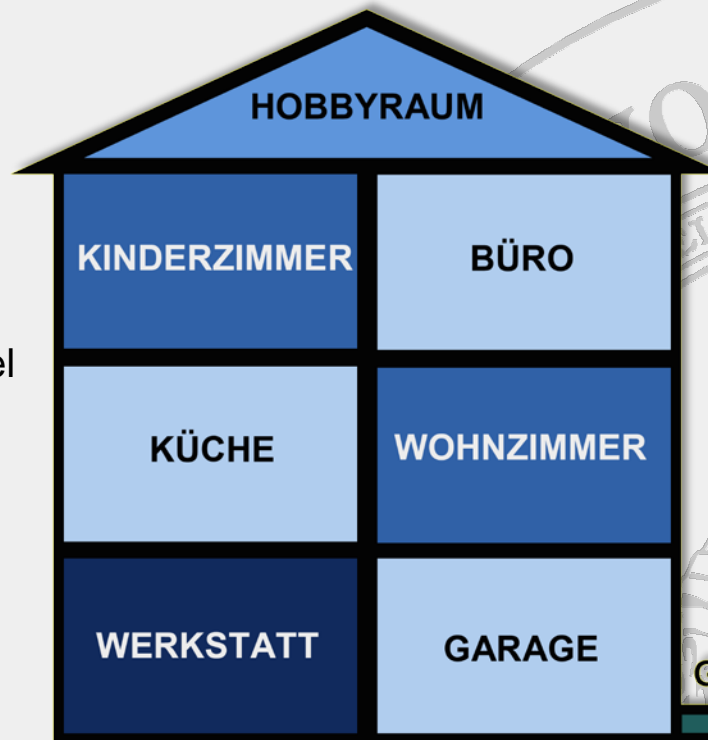 HOBBYRAUM
KINDERZIMMER
BÜRO
KÜCHE
WOHNZIMMER
WERKSTATT
GARAGE